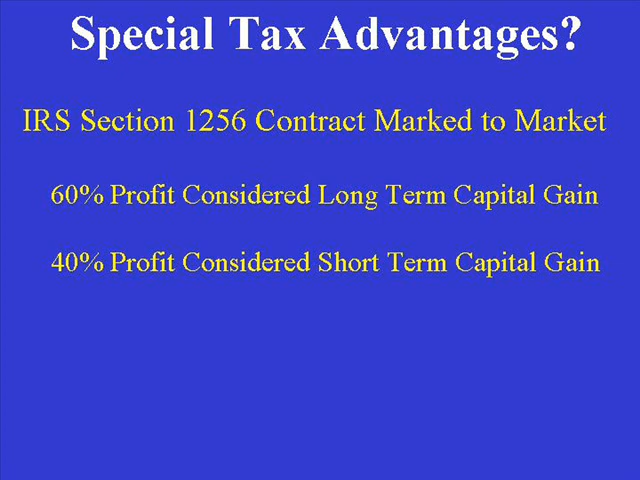 Special Tax Advantages?
IRS Section 1256 Contract Marked to Market
60% Profit Considered Long Term Capital Gain
40% Profit Considered Short Term Capital Gain